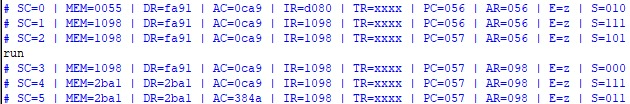 # SC=0 | MEM=0055 | DR=fa91 | AC=0ca9 | IR=d080 | TR=xxxx | PC=056 | AR=056 | E=z | S=010
# SC=1 | MEM=1098 | DR=fa91 | AC=0ca9 | IR=1098 | TR=xxxx | PC=056 | AR=056 | E=z | S=111
# SC=2 | MEM=1098 | DR=fa91 | AC=0ca9 | IR=1098 | TR=xxxx | PC=057 | AR=056 | E=z | S=101
run
# SC=3 | MEM=1098 | DR=fa91 | AC=0ca9 | IR=1098 | TR=xxxx | PC=057 | AR=098 | E=z | S=000
# SC=4 | MEM=2ba1 | DR=2ba1 | AC=0ca9 | IR=1098 | TR=xxxx | PC=057 | AR=098 | E=z | S=111
# SC=5 | MEM=2ba1 | DR=2ba1 | AC=384a | IR=1098 | TR=xxxx | PC=057 | AR=098 | E=z | S=011